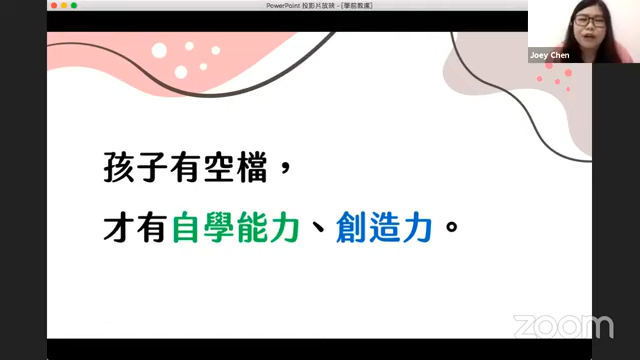 PowerPoint 投影片放映 - [學前教養]
Joey Chen
孩子有空檔，
才有自學能力、創造力。
zoom